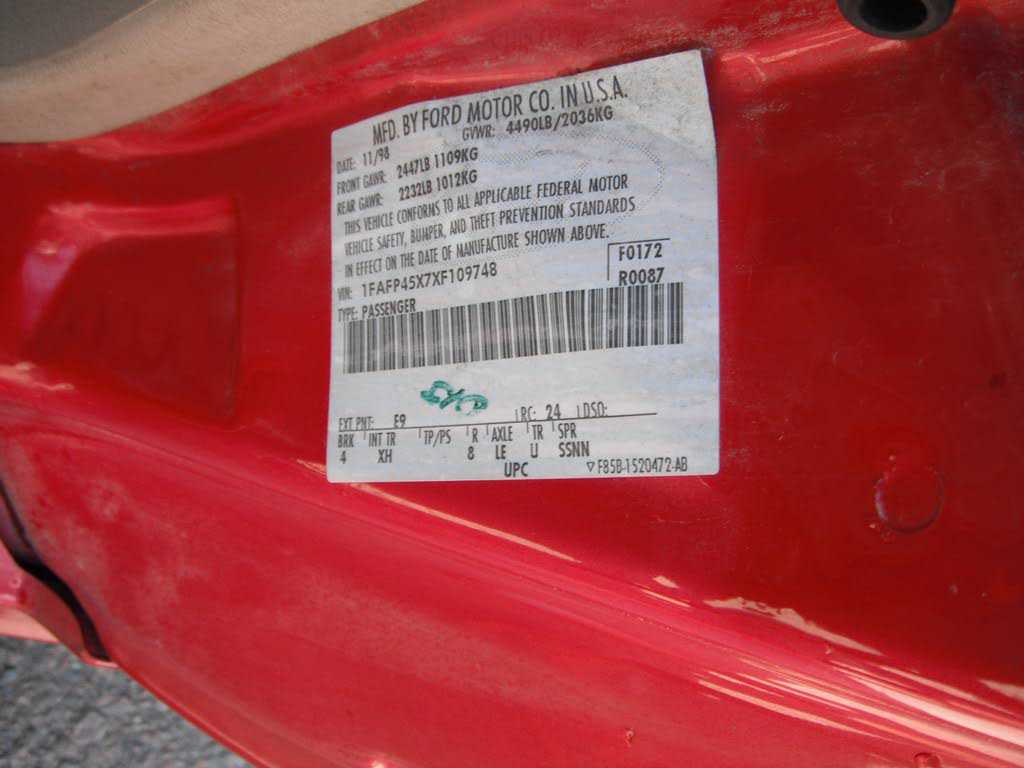 MFD. BY FORD MOTOR CO. IN U.S.A.
DATE: 11/98 GVWR: 4490LB/2036KG
FRONT GAWR: 2447LB 1109KG
REAR GAWR: 2232LB 1012KG
THIS VEHICLE CONFORMS TO ALL APPLICABLE FEDERAL MOTOR
VEHICLE SAFETY, BUMPER, AND THEFT PREVENTION STANDARDS
IN EFFECT ON THE DATE OF MANUFACTURE SHOWN ABOVE.
VIN: 1FAFP45X7XF109748 F0172
TYPE: PASSENGER R0087
EXT PNT: E9 RC: 24 DSO:
BRK INT TR TP/PS R AXLE TR SPR
4 XH 8 LE U SSNN
UPC ▽F85B-1520472-AB